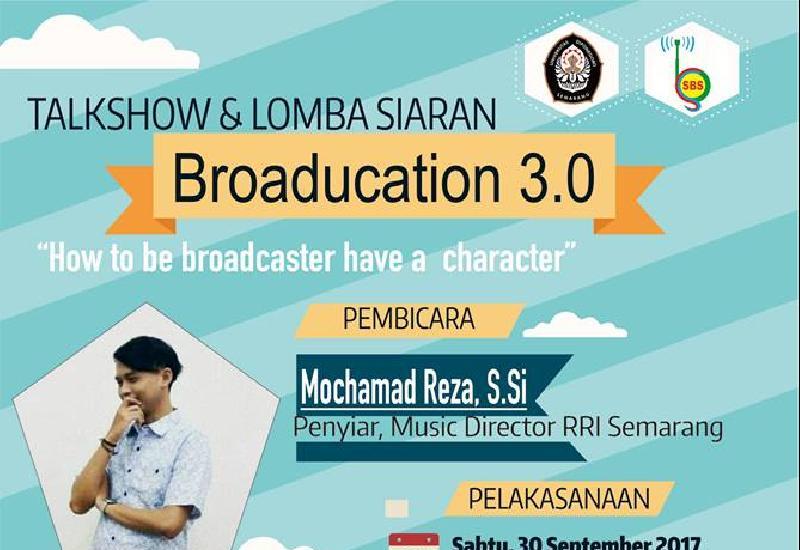 SBS
TALKSHOW & LOMBA SIARAN
Broaducation 3.0
“How to be broadcaster have a character”
PEMBICARA
Mochamad Reza, S.Si
Penyiar, Music Director RRI Semarang
PELAKASANAAN
Sabtu, 30 September 2017